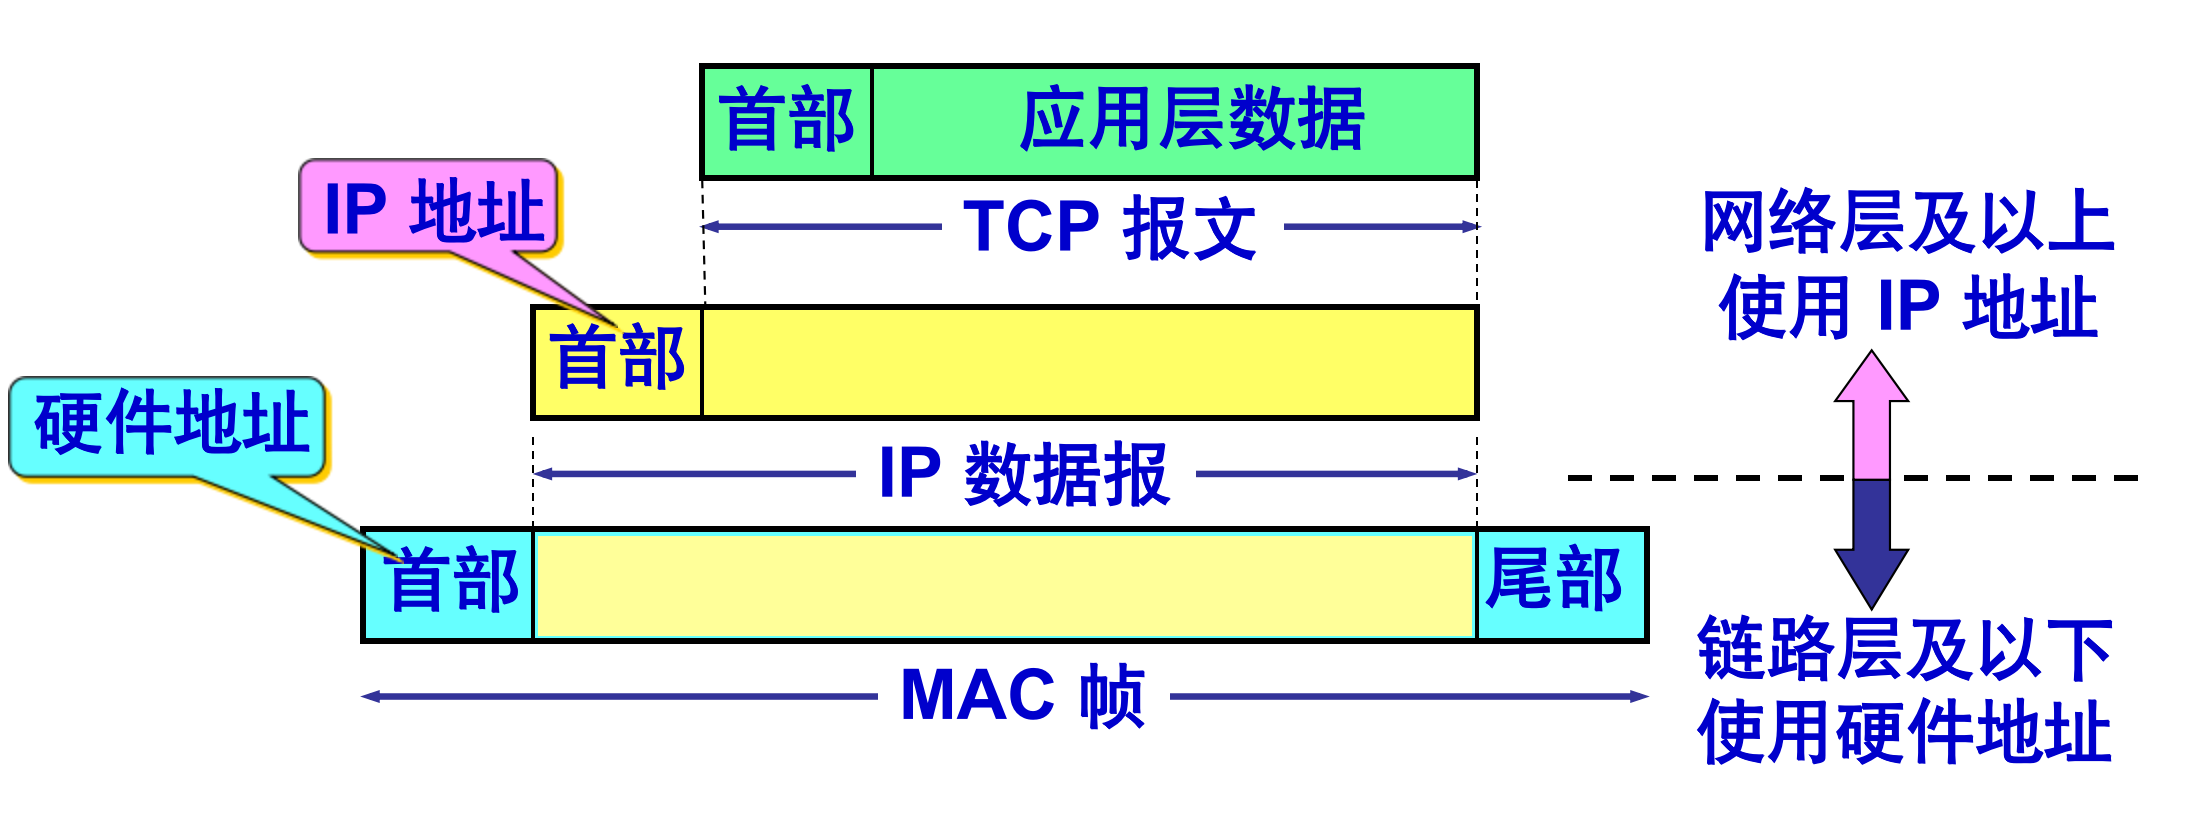 首部
应用层数据
IP 地址
TCP 报文
网络层及以上
使用 IP 地址
首部
硬件地址
IP 数据报
首部
尾部
链路层及以下
使用硬件地址
MAC 帧